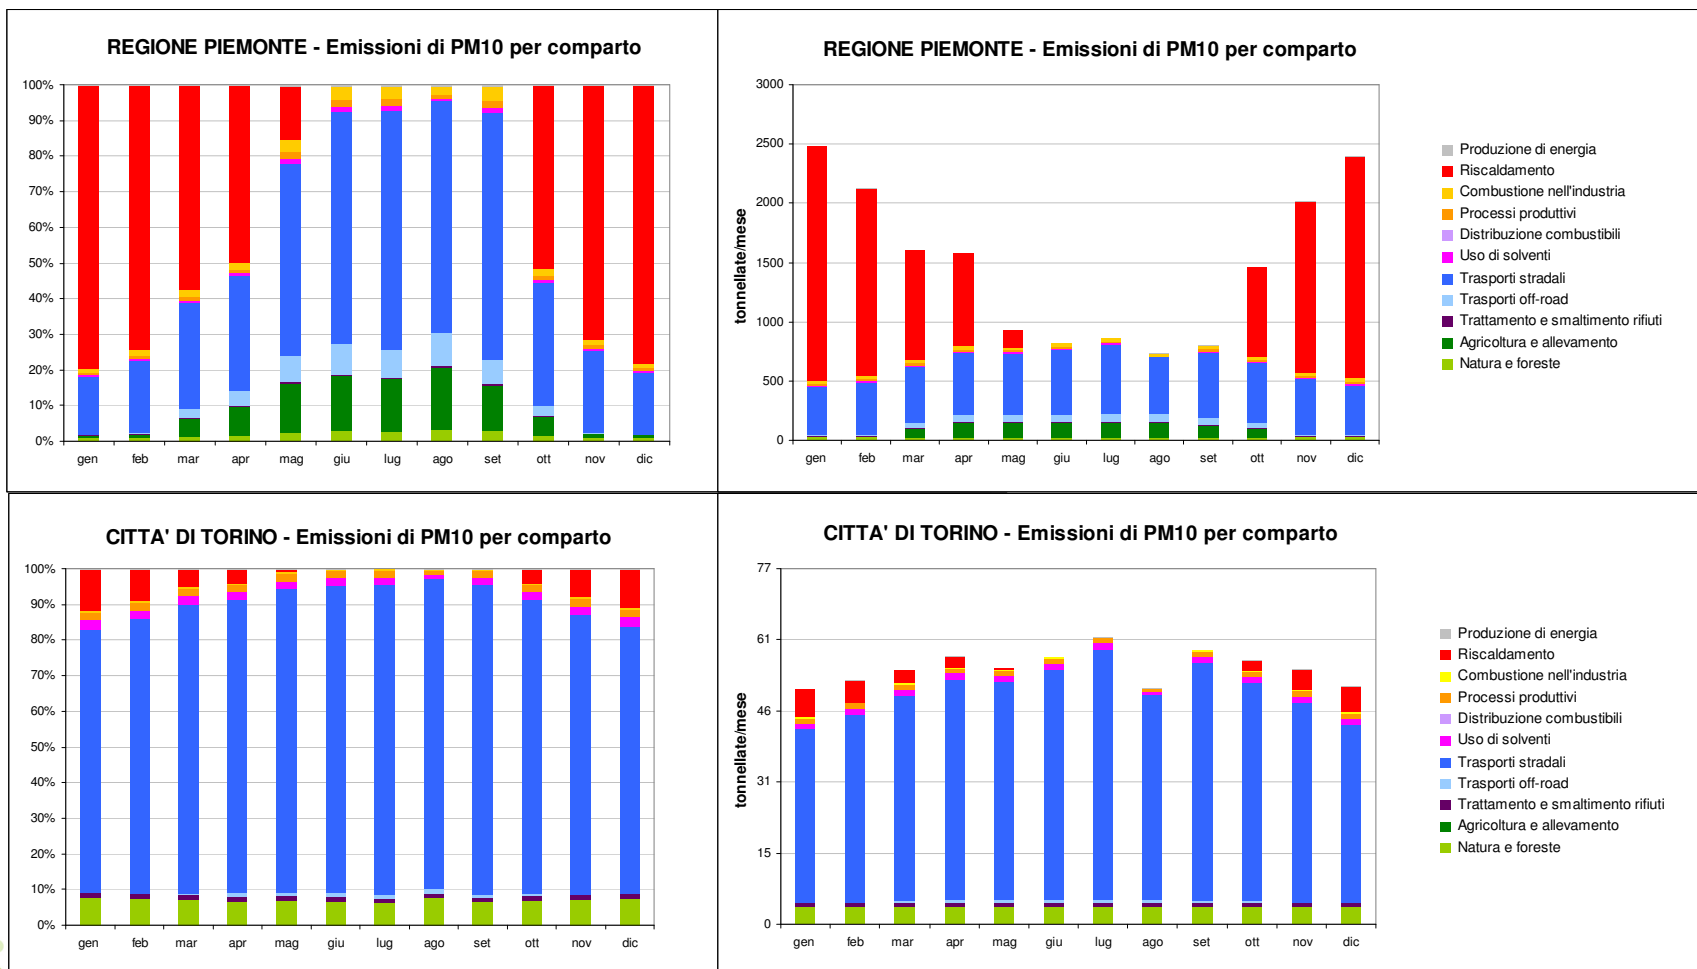 REGIONE PIEMONTE - Emissioni di PM10 per comparto
100%
90%
80%
70%
60%
50%
40%
30%
20%
10%
0%
gen feb mar apr mag giu lug ago set ott nov dic
REGIONE PIEMONTE - Emissioni di PM10 per comparto
tonnellate/mese
3000
2500
2000
1500
1000
500
0
gen feb mar apr mag giu lug ago set ott nov dic
Produzione di energia
Riscaldamento
Combustione nell'industria
Processi produttivi
Distribuzione combustibili
Uso di solventi
Trasporti stradali
Trasporti off-road
Trattamento e smaltimento rifiuti
Agricoltura e allevamento
Natura e foreste
CITTA' DI TORINO - Emissioni di PM10 per comparto
100%
90%
80%
70%
60%
50%
40%
30%
20%
10%
0%
gen feb mar apr mag giu lug ago set ott nov dic
CITTA' DI TORINO - Emissioni di PM10 per comparto
tonnellate/mese
77
61
46
31
15
0
gen feb mar apr mag giu lug ago set ott nov dic
Produzione di energia
Riscaldamento
Combustione nell'industria
Processi produttivi
Distribuzione combustibili
Uso di solventi
Trasporti stradali
Trasporti off-road
Trattamento e smaltimento rifiuti
Agricoltura e allevamento
Natura e foreste